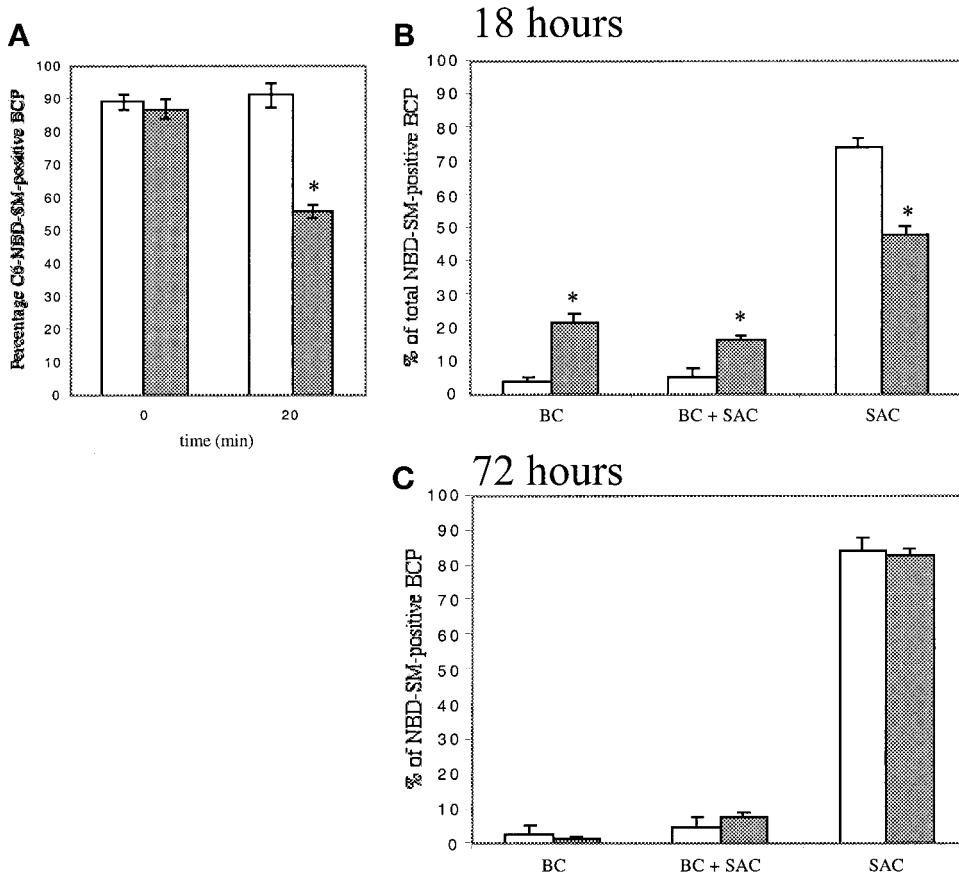 A
Percentage C6-NBD-SM-positive BCP
100
90
80
70
60
50
40
30
20
10
0
*
0
20
time (min)
B
18 hours
% of total NBD-SM-positive BCP
100
90
80
70
60
50
40
30
20
10
0
*
*
*
BC
BC + SAC
SAC
C
72 hours
% of NBD-SM-positive BCP
100
90
80
70
60
50
40
30
20
10
0
BC
BC + SAC
SAC